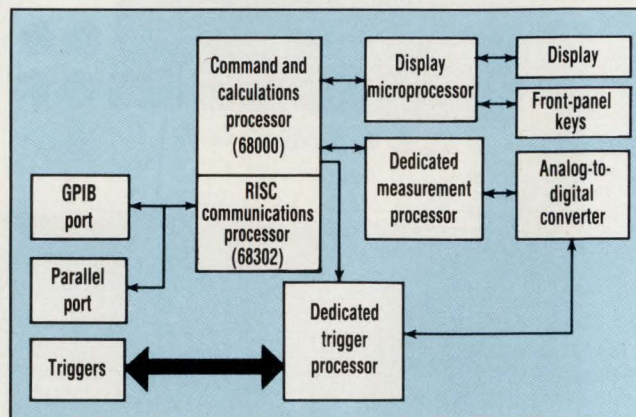 Command and
calculations
processor
(68000)
RISC
communications
processor
(68302)
Display
microprocessor
Display
Front-panel
keys
Dedicated
measurement
processor
Analog-to-
digital
converter
GPIB
port
Parallel
port
Triggers
Dedicated
trigger
processor